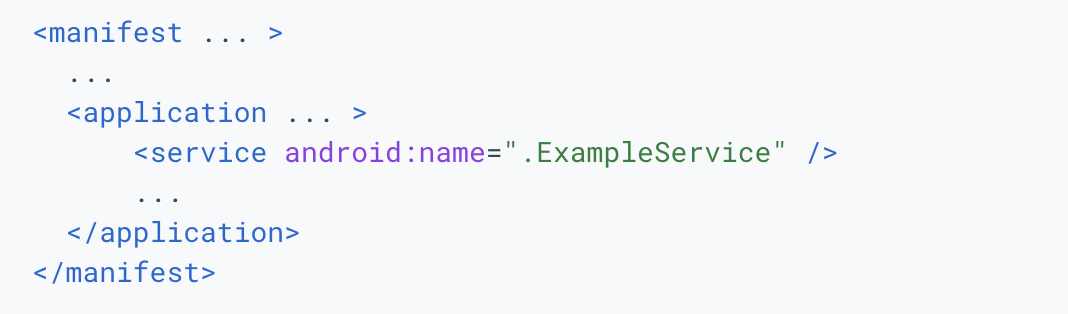 <manifest ... >
  ...
  <application ... >
      <service android:name=".ExampleService" />
      ...
  </application>
</manifest>